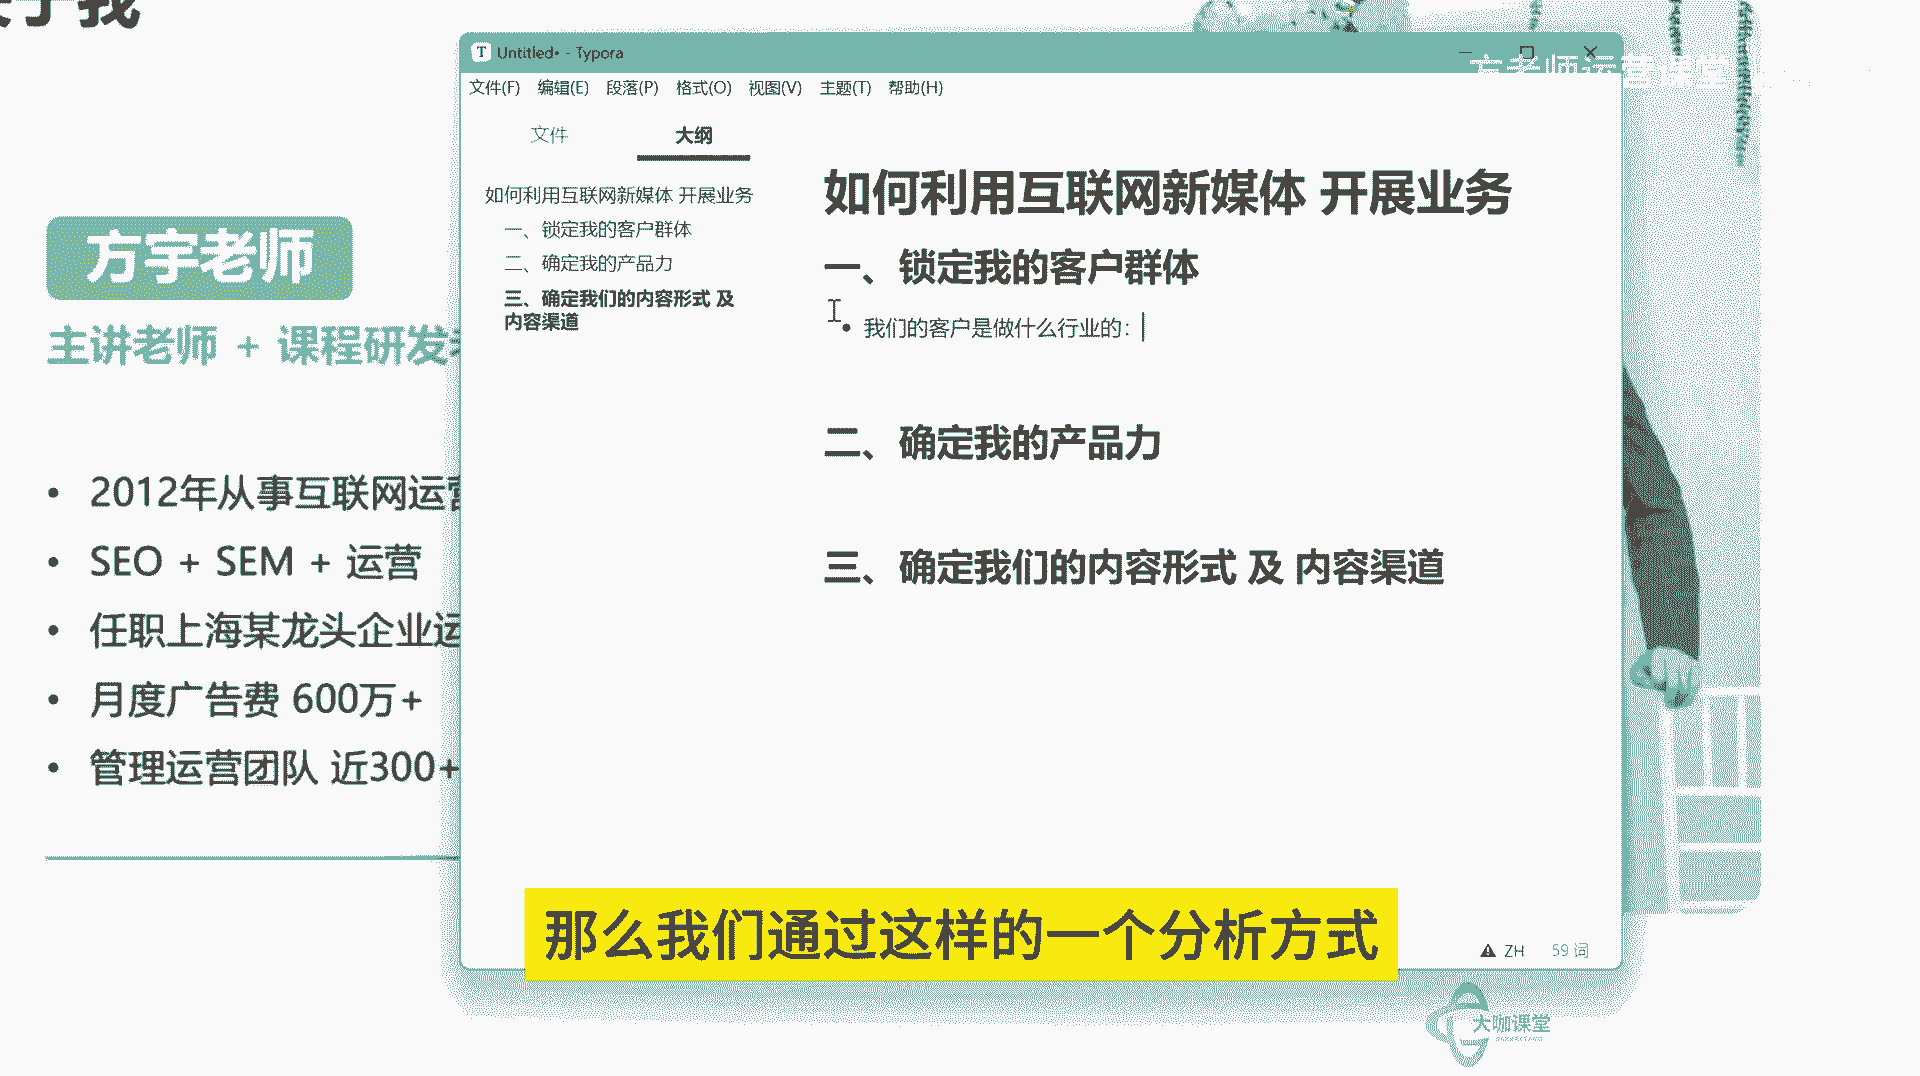 于我
方宇老师
主讲老师 + 课程研发
2012年从事互联网运营
SEO + SEM + 运营
任职上海某龙头企业运
月度广告费 600万+
管理运营团队 近300+
Untitled• - Typora
方老师运营课堂
文件(F) 编辑(E) 段落(P) 格式(O) 视图(V) 主题(T) 帮助(H)
文件 大纲
如何利用互联网新媒体 开展业务
一、锁定我的客户群体
二、确定我的产品力
三、确定我们的内容形式 及
内容渠道
如何利用互联网新媒体 开展业务
一、锁定我的客户群体
• 我们的客户是做什么行业的:
二、确定我的产品力
三、确定我们的内容形式 及 内容渠道
那么我们通过这样的一个分析方式
ZH 59 词
大咖课堂